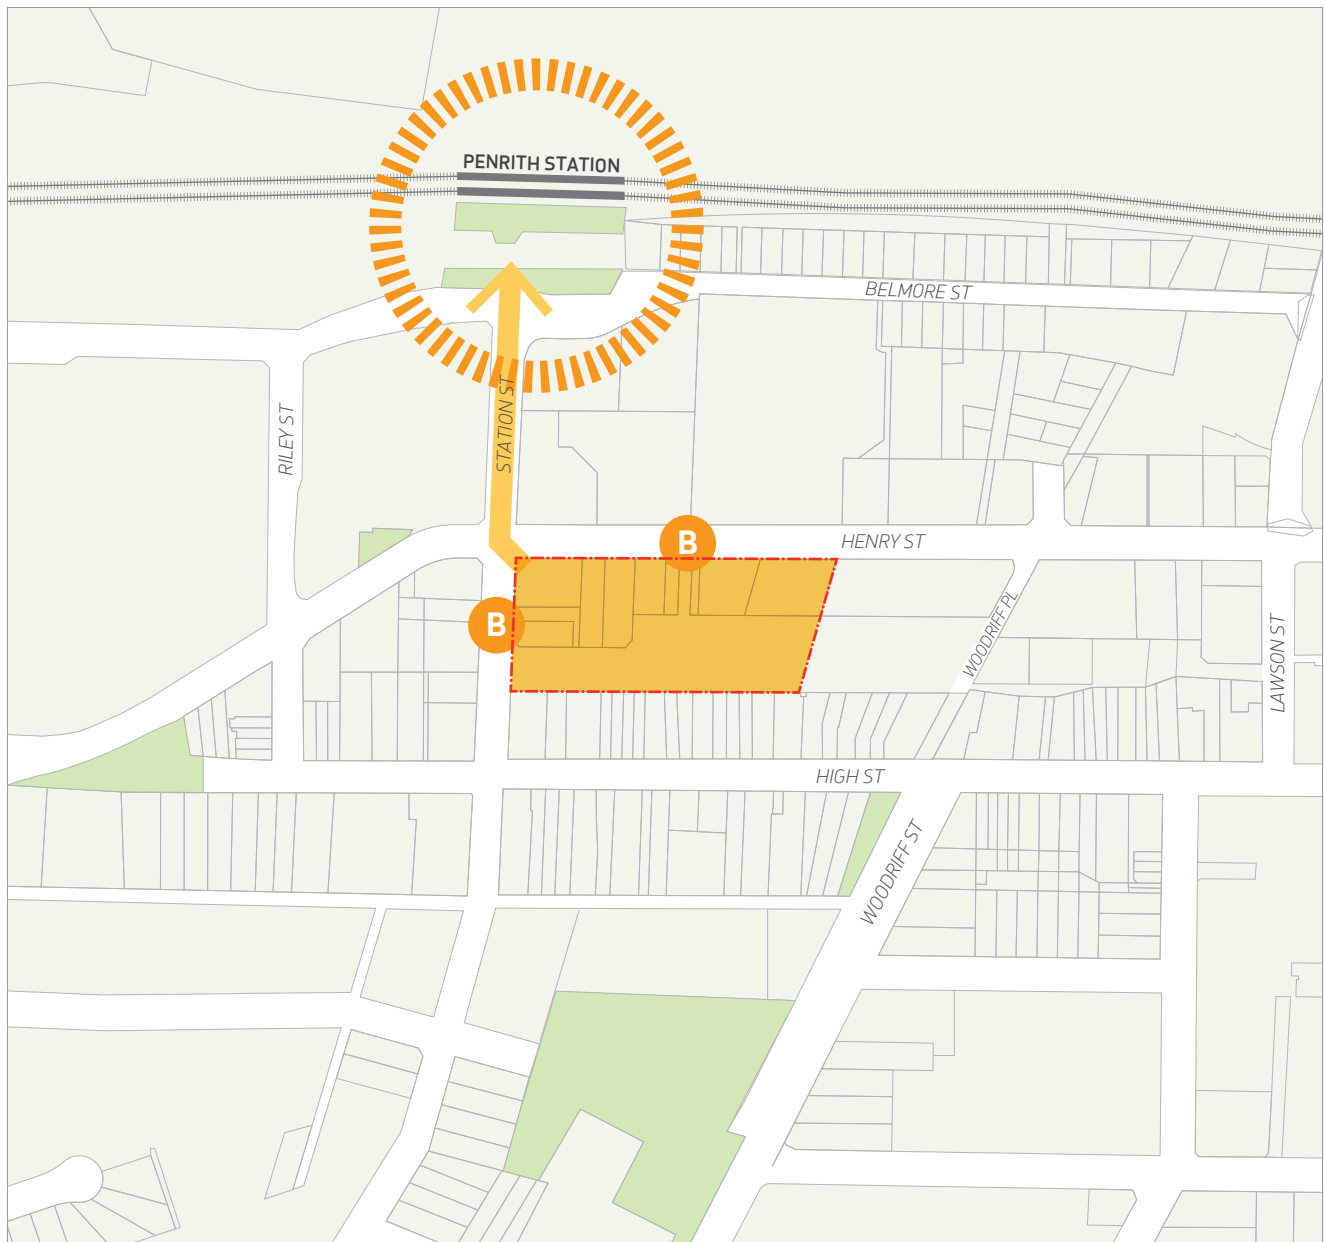 PENRITH STATION
BELMORE ST
RILEY ST
STATION ST
B
HENRY ST
B
WOODRIFF PL
LAWSON ST
HIGH ST
WOODRIFF ST